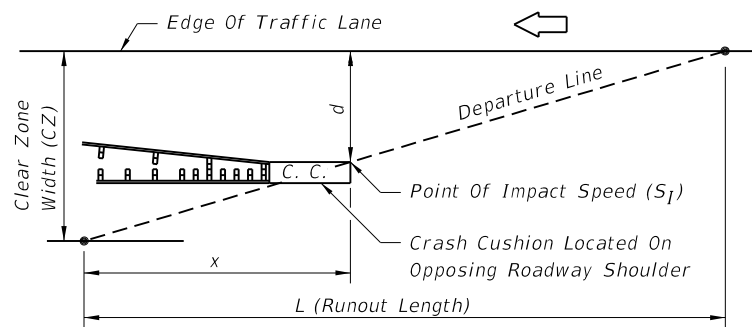 Edge Of Traffic Lane
Departure Line
d
Clear Zone
Width (CZ)
C. C.
Point Of Impact Speed (SI)
Crash Cushion Located On
Opposing Roadway Shoulder
x
L (Runout Length)